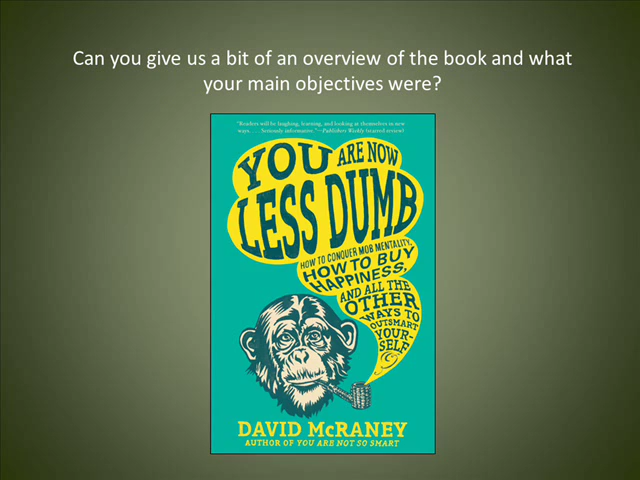 Can you give us a bit of an overview of the book and what
your main objectives were?
"Readers will be laughing, learning, and looking at themselves in new
ways. . . . Seriously informative."—Publishers Weekly (starred review)
YOU ARE NOW
LESS DUMB
HOW TO CONQUER MOB MENTALITY,
HOW TO BUY
HAPPINESS,
AND ALL THE
OTHER
WAYS TO
OUTSMART
YOUR-
SELF
DAVID McRANEY
AUTHOR OF YOU ARE NOT SO SMART